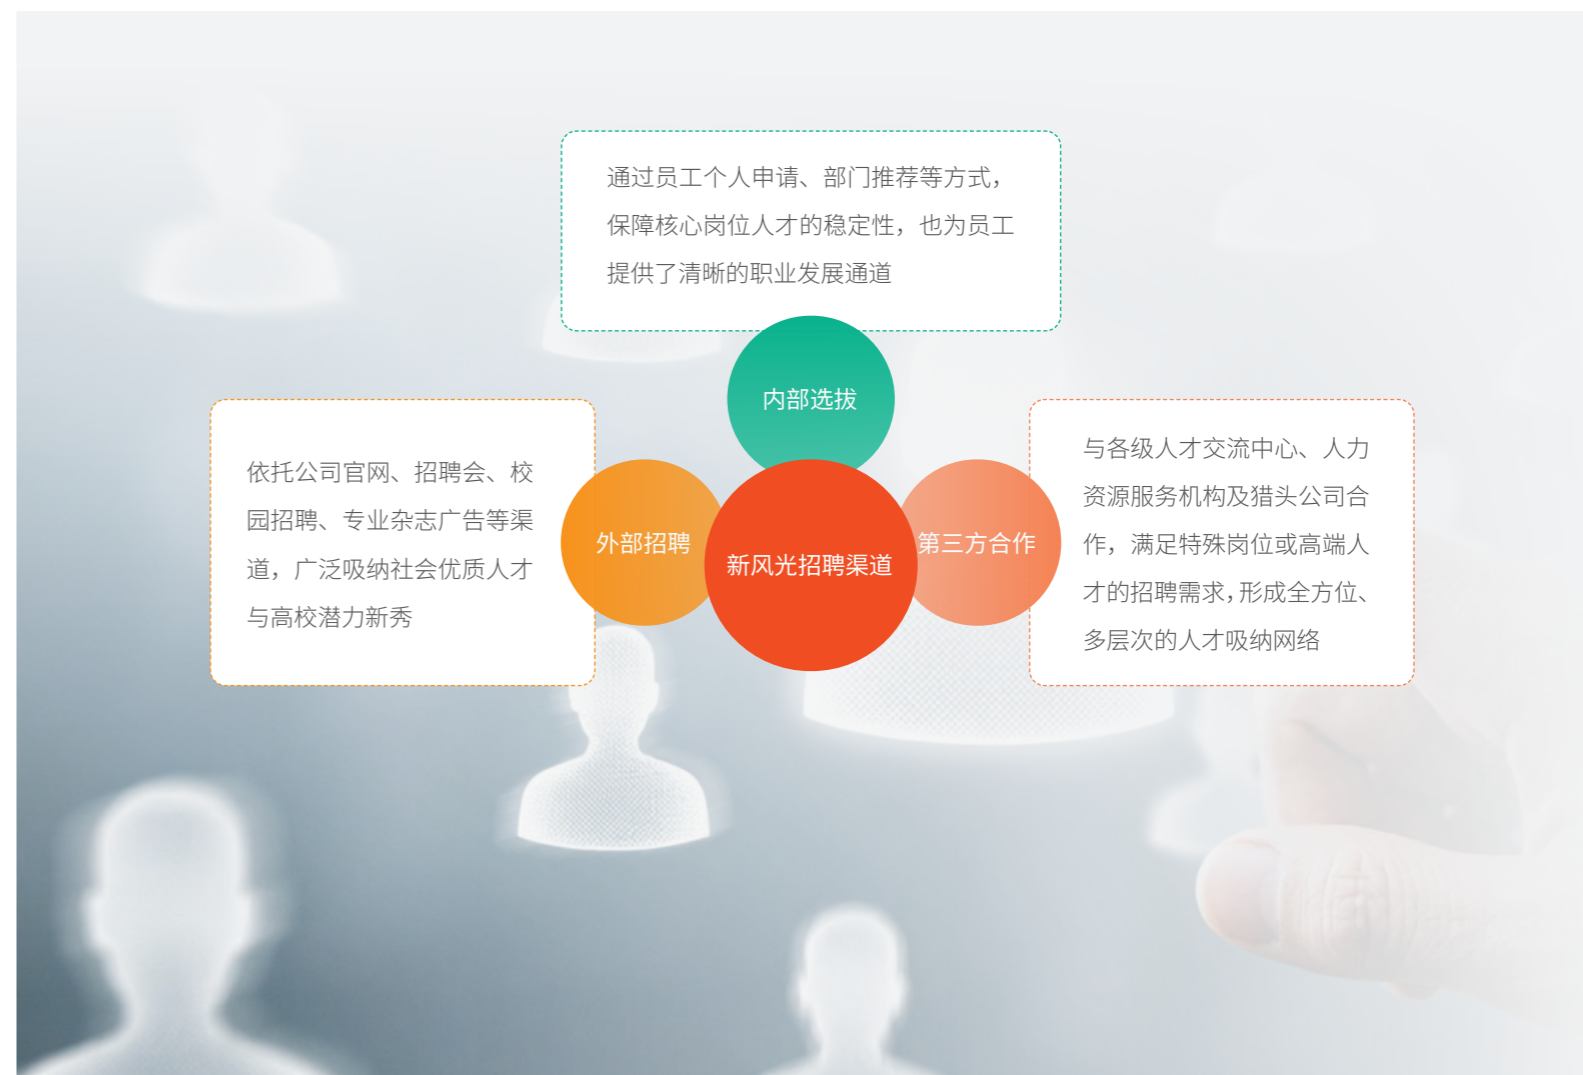 通过员工个人申请、部门推荐等方式，
保障核心岗位人才的稳定性，也为员工
提供了清晰的职业发展通道
内部选拔
依托公司官网、招聘会、校
园招聘、专业杂志广告等渠
道，广泛吸纳社会优质人才
与高校潜力新秀
外部招聘
新风光招聘渠道
第三方合作
与各级人才交流中心、人力
资源服务机构及猎头公司合
作，满足特殊岗位或高端人
才的招聘需求，形成全方位、
多层次的人才吸纳网络